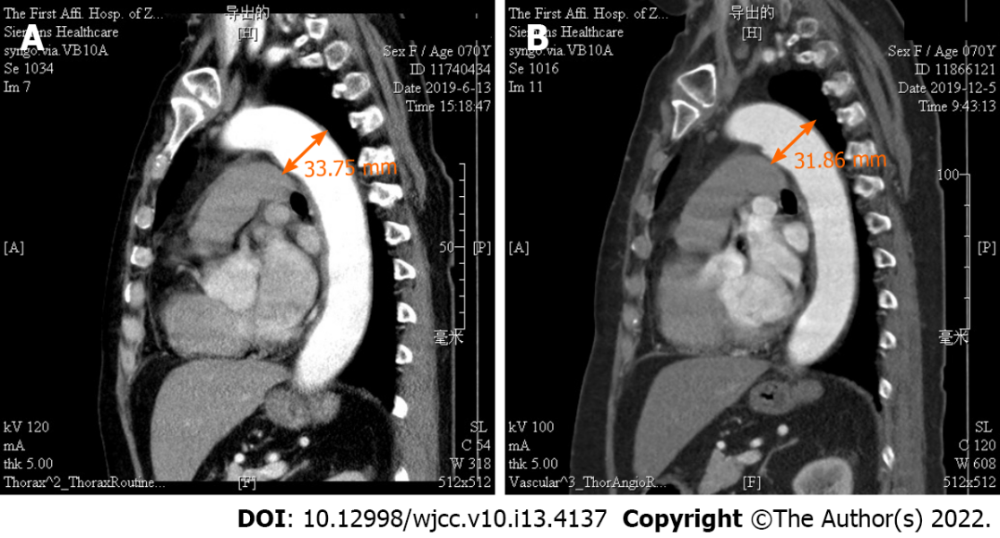 The First Affi. Hosp. of Z...
Siemens Healthcare
syngo.via.VB10A
Se 1034
Im 7
A
导出的
[H]
Sex F / Age 070Y
ID 11740434
Date 2019-6-13
Time 15:18:47
33.75 mm
[A]
50
[P]
毫米
kV 120
mA
thk 5.00
Thorax^2_ThoraxRoutine...
[F]
SL
C 54
W 318
512x512
The First Affi. Hosp. of Z...
Siemens Healthcare
syngo.via.VB10A
Se 1016
Im 11
B
导出的
[H]
Sex F / Age 070Y
ID 11866121
Date 2019-12-5
Time 9:43:13
31.86 mm
100
[A]
[P]
毫米
kV 100
mA
thk 5.00
Vascular^3_ThorAngioR...
[F]
SL
C 120
W 608
512x512
DOI: 10.12998/wjcc.v10.i13.4137 Copyright ©The Author(s) 2022.